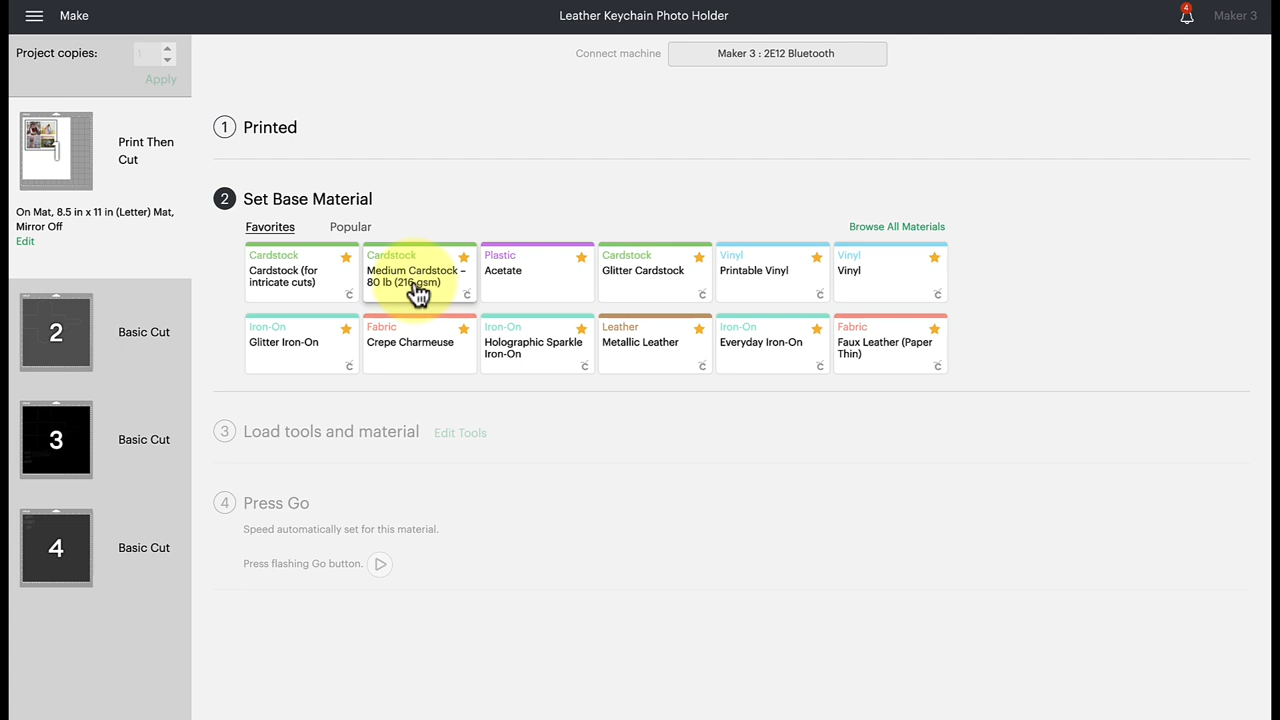 Make
Leather Keychain Photo Holder
4
Maker 3
Project copies:
1
Apply
Connect machine
Maker 3 : 2E12 Bluetooth
Print Then
Cut
On Mat, 8.5 in x 11 in (Letter) Mat,
Mirror Off
Edit
2
Basic Cut
3
Basic Cut
4
Basic Cut
1 Printed
2 Set Base Material
Favorites
Popular
Browse All Materials
Cardstock
Cardstock (for
intricate cuts)
Cardstock
Medium Cardstock –
80 lb (216 gsm)
Plastic
Acetate
Cardstock
Glitter Cardstock
Vinyl
Printable Vinyl
Vinyl
Vinyl
Iron-On
Glitter Iron-On
Fabric
Crepe Charmeuse
Iron-On
Holographic Sparkle
Iron-On
Leather
Metallic Leather
Iron-On
Everyday Iron-On
Fabric
Faux Leather (Paper
Thin)
3 Load tools and material
Edit Tools
4 Press Go
Speed automatically set for this material.
Press flashing Go button.